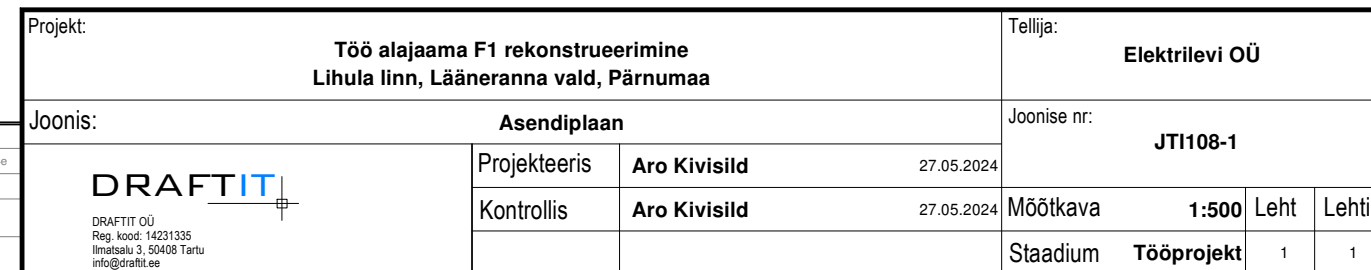 Projekt:
Töö alajaama F1 rekonstrueerimine
Lihula linn, Lääneranna vald, Pärnumaa
Tellija:
Elektrilevi OÜ
Joonis:
Asendiplaan
Joonise nr:
JTI108-1
DRAFTIT
DRAFTIT OÜ
Reg. kood: 14231335
Ilmatsalu 3, 50408 Tartu
info@draftit.ee
Projekteeris Aro Kivisild 27.05.2024
Kontrollis Aro Kivisild 27.05.2024
Mõõtkava 1:500 Leht Lehti
Staadium Tööprojekt 1 1